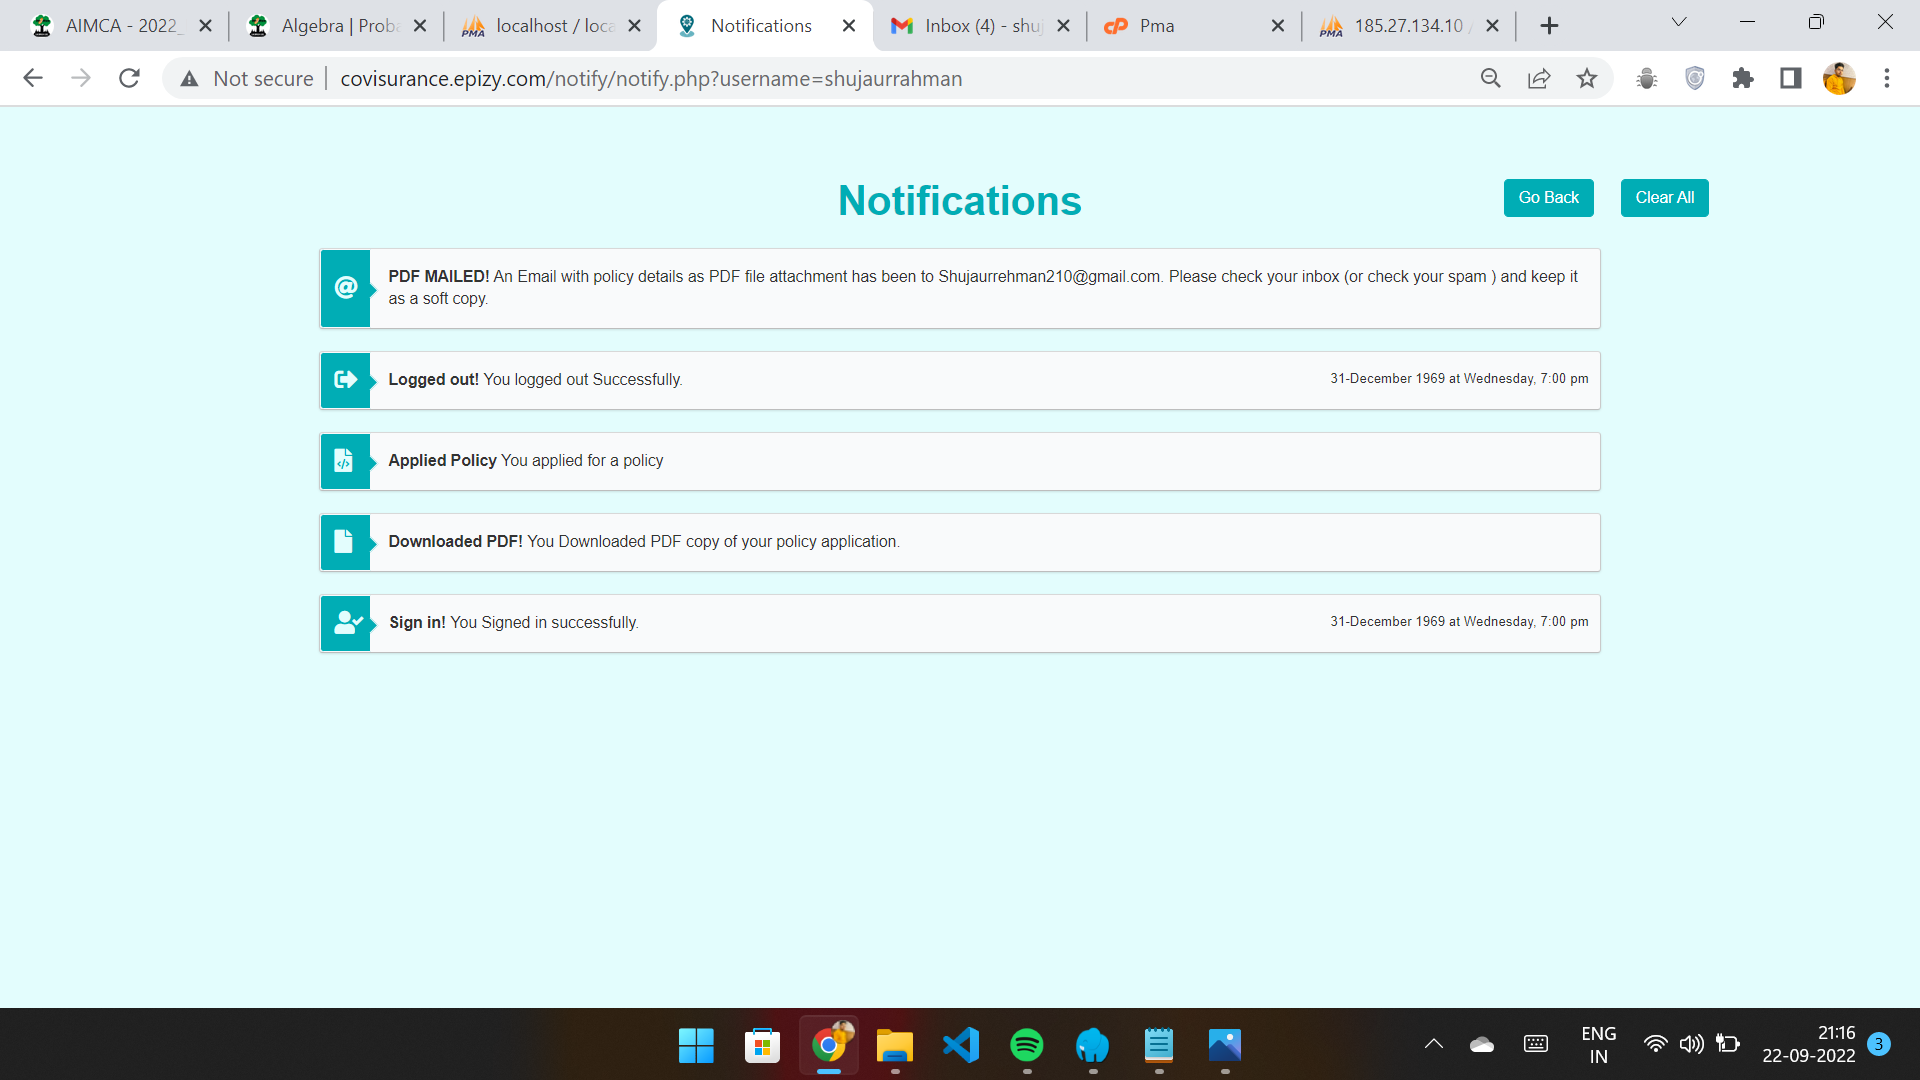 AIMCA - 2022_
Algebra | Proba
localhost / loca
Notifications
Inbox (4) - shuj
Pma
185.27.134.10 /
Not secure
covisurance.epizy.com/notify/notify.php?username=shujaurrahman
Notifications
Go Back
Clear All
PDF MAILED! An Email with policy details as PDF file attachment has been to Shujaurrehman210@gmail.com. Please check your inbox (or check your spam ) and keep it
as a soft copy.
Logged out! You logged out Successfully.
31-December 1969 at Wednesday, 7:00 pm
Applied Policy You applied for a policy
Downloaded PDF! You Downloaded PDF copy of your policy application.
Sign in! You Signed in successfully.
31-December 1969 at Wednesday, 7:00 pm
ENG
IN
21:16
22-09-2022
3